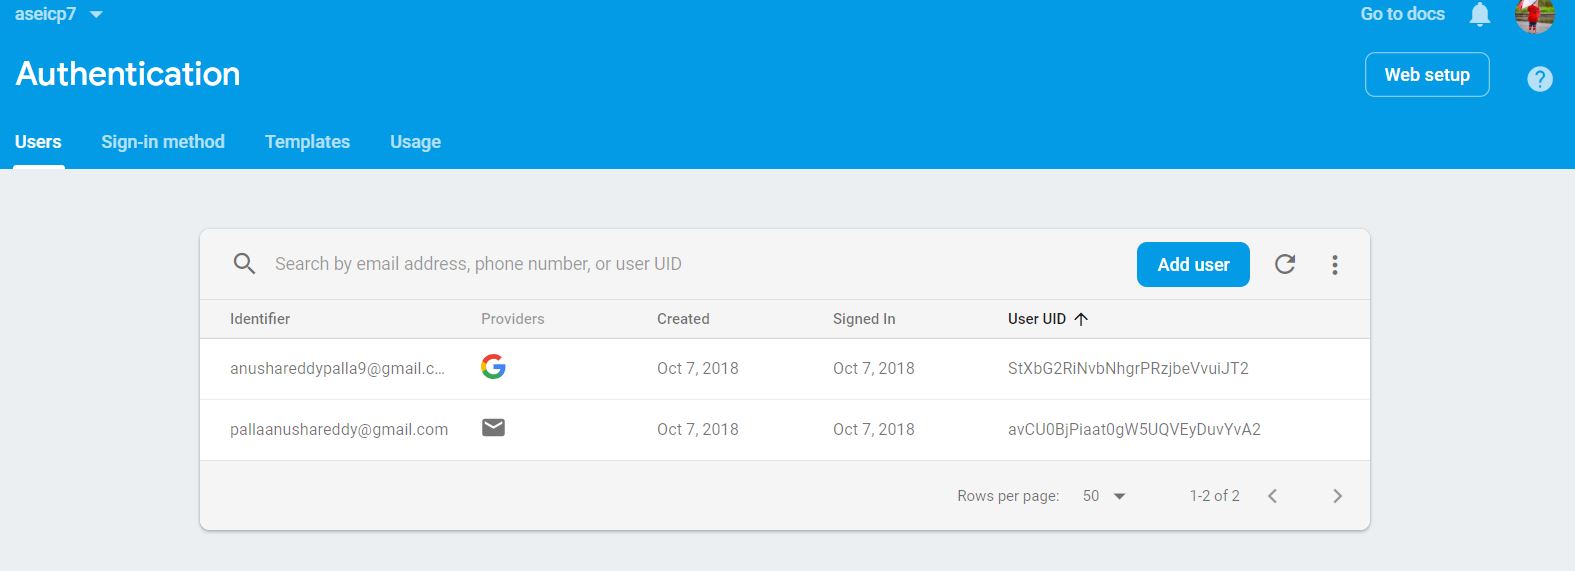 aseicp7 Go to docs
Authentication Web setup ?
Users Sign-in method Templates Usage
Search by email address, phone number, or user UID Add user
Identifier Providers Created Signed In User UID
anushareddypalla9@gmail.c... Oct 7, 2018 Oct 7, 2018 StXbG2RiNvbNhgrPRzjbeVvuiJT2
pallaanushareddy@gmail.com Oct 7, 2018 Oct 7, 2018 avCU0BjPiaat0gW5UQVEyDuvYvA2
Rows per page: 50 1-2 of 2